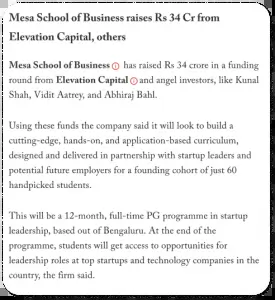 Mesa School of Business raises Rs 34 Cr from
Elevation Capital, others
Mesa School of Business has raised Rs 34 crore in a funding
round from Elevation Capital and angel investors, like Kunal
Shah, Vidit Aatrey, and Abhiraj Bahl.
Using these funds the company said it will look to build a
cutting-edge, hands-on, and application-based curriculum,
designed and delivered in partnership with startup leaders and
potential future employers for a founding cohort of just 60
handpicked students.
This will be a 12-month, full-time PG programme in startup
leadership, based out of Bengaluru. At the end of the
programme, students will get access to opportunities for
leadership roles at top startups and technology companies in the
country, the firm said.